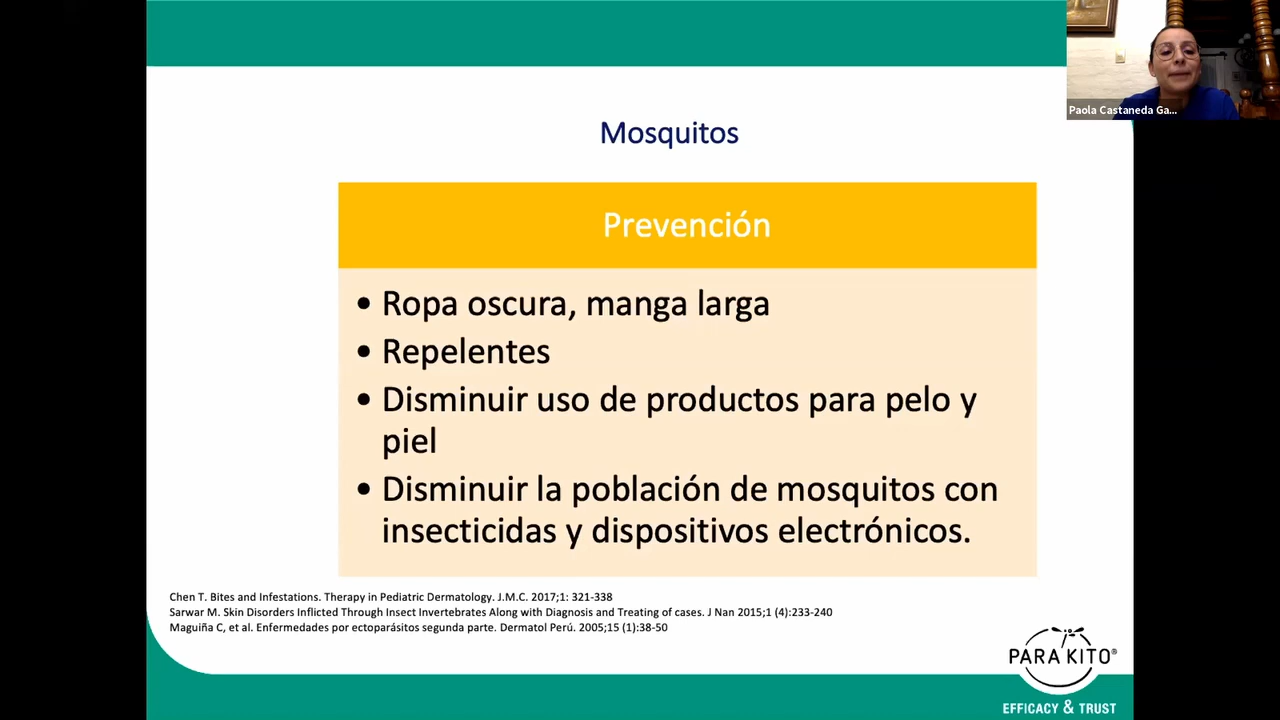 Paola Castaneda Ga...
Mosquitos
Prevención
• Ropa oscura, manga larga
• Repelentes
• Disminuir uso de productos para pelo y
piel
• Disminuir la población de mosquitos con
insecticidas y dispositivos electrónicos.
Chen T. Bites and Infestations. Therapy in Pediatric Dermatology. J.M.C. 2017;1: 321-338
Sarwar M. Skin Disorders Inflicted Through Insect Invertebrates Along with Diagnosis and Treating of cases. J Nan 2015;1 (4):233-240
Maguiña C, et al. Enfermedades por ectoparásitos segunda parte. Dermatol Perú. 2005;15 (1):38-50
PARA KITO®
EFFICACY & TRUST